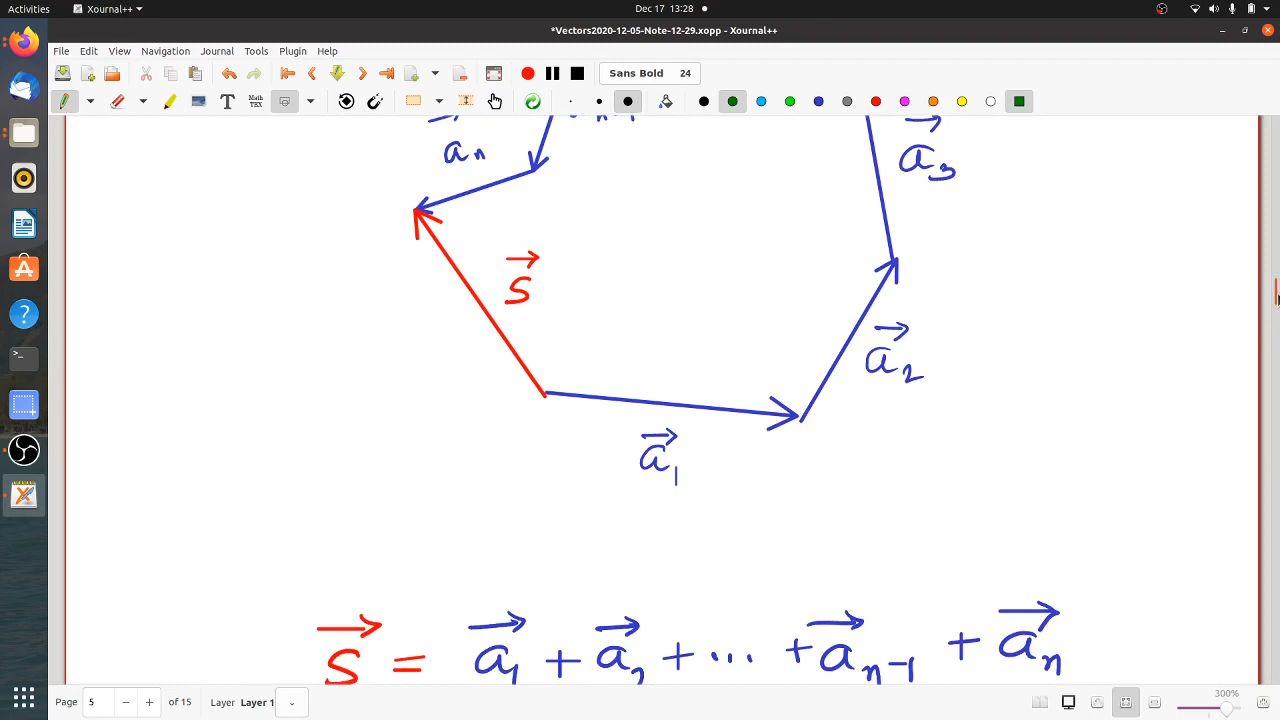 Activities
Xournal++
Dec 17 13:28
*Vectors2020-12-05-Note-12-29.xopp - Xournal++
File Edit View Navigation Journal Tools Plugin Help
Sans Bold 24
T Math TEX
aₙ
a₃
S
a₂
a₁
S = a₁ + a₂ + ... + aₙ₋₁ + aₙ
Page 5 of 15 Layer Layer 1
300%